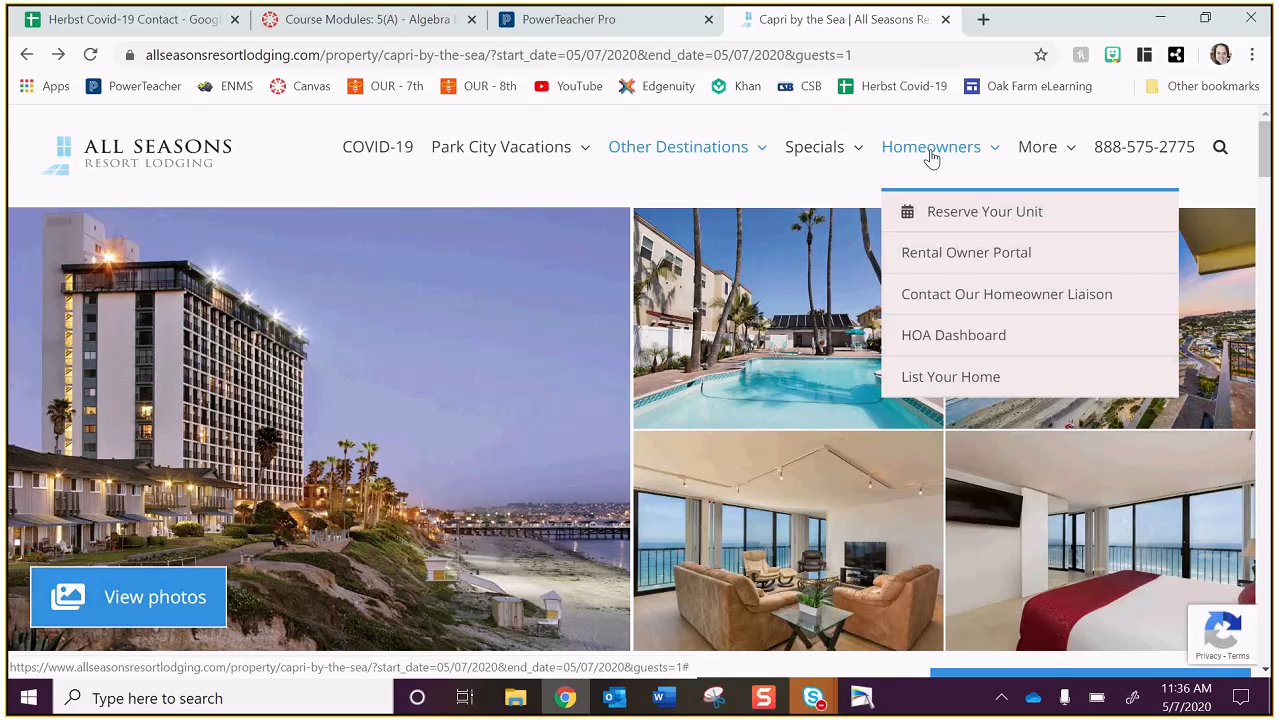 Herbst Covid-19 Contact - Googl
Course Modules: 5(A) - Algebra E
PowerTeacher Pro
Capri by the Sea | All Seasons Re
allseasonsresortlodging.com/property/capri-by-the-sea/?start_date=05/07/2020&end_date=05/07/2020&guests=1
Apps
PowerTeacher
ENMS
Canvas
OUR - 7th
OUR - 8th
YouTube
Edgenuity
Khan
CSB
Herbst Covid-19
Oak Farm eLearning
Other bookmarks
ALL SEASONS
RESORT LODGING
COVID-19
Park City Vacations
Other Destinations
Specials
Homeowners
More
888-575-2775
Reserve Your Unit
Rental Owner Portal
Contact Our Homeowner Liaison
HOA Dashboard
List Your Home
View photos
Privacy - Terms
https://www.allseasonsresortlodging.com/property/capri-by-the-sea/?start_date=05/07/2020&end_date=05/07/2020&guests=1#
Type here to search
11:36 AM
5/7/2020